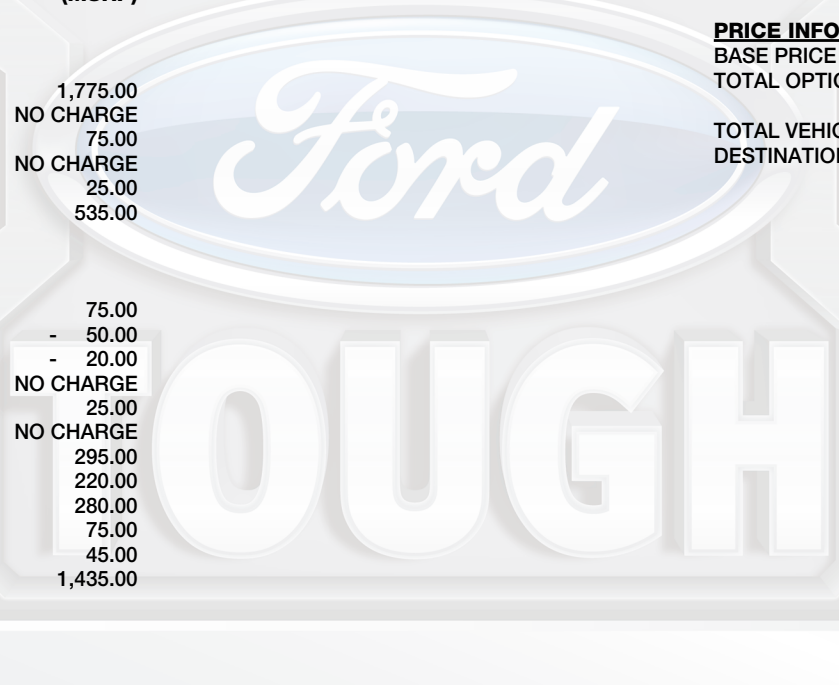 PRICE INFO
BASE PRICE
TOTAL OPTIO
TOTAL VEHIC
DESTINATION
1,775.00
NO CHARGE
75.00
NO CHARGE
25.00
535.00
75.00
- 50.00
- 20.00
NO CHARGE
25.00
NO CHARGE
295.00
220.00
280.00
75.00
45.00
1,435.00
Ford
TOUGH